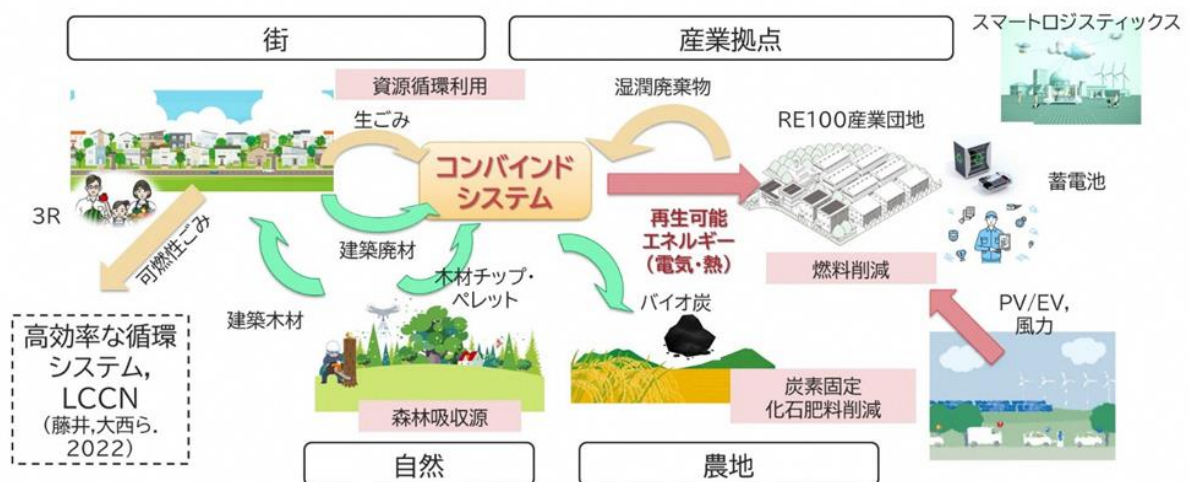 街
産業拠点
スマートロジスティックス
資源循環利用
生ごみ
湿潤廃棄物
RE100産業団地
コンバインド
システム
蓄電池
3R
可燃性ごみ
建築廃材
再生可能
エネルギー
(電気・熱)
燃料削減
木材チップ・
ペレット
バイオ炭
建築木材
PV/EV,
風力
高効率な循環
システム,
LCCN
(藤井,大西ら.
2022)
森林吸収源
炭素固定
化石肥料削減
自然
農地